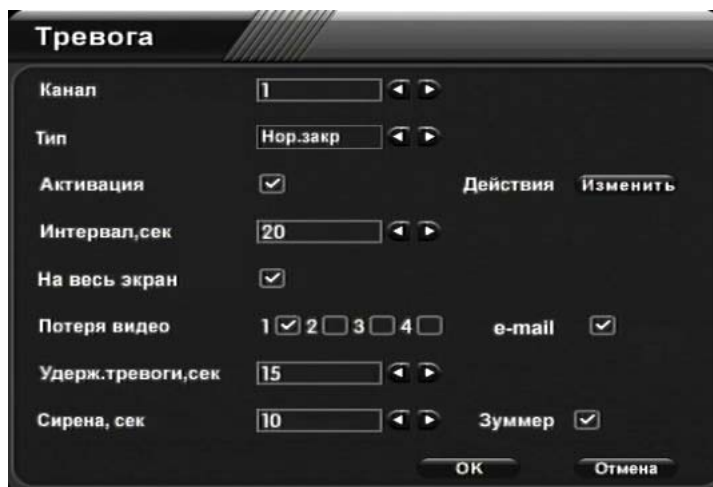 Тревога
Канал 1
Тип Нор.закр
Активация Действия Изменить
Интервал,сек 20
На весь экран
Потеря видео 1 2 3 4 e-mail
Удерж.тревоги,сек 15
Сирена, сек 10 Зуммер
OK Отмена